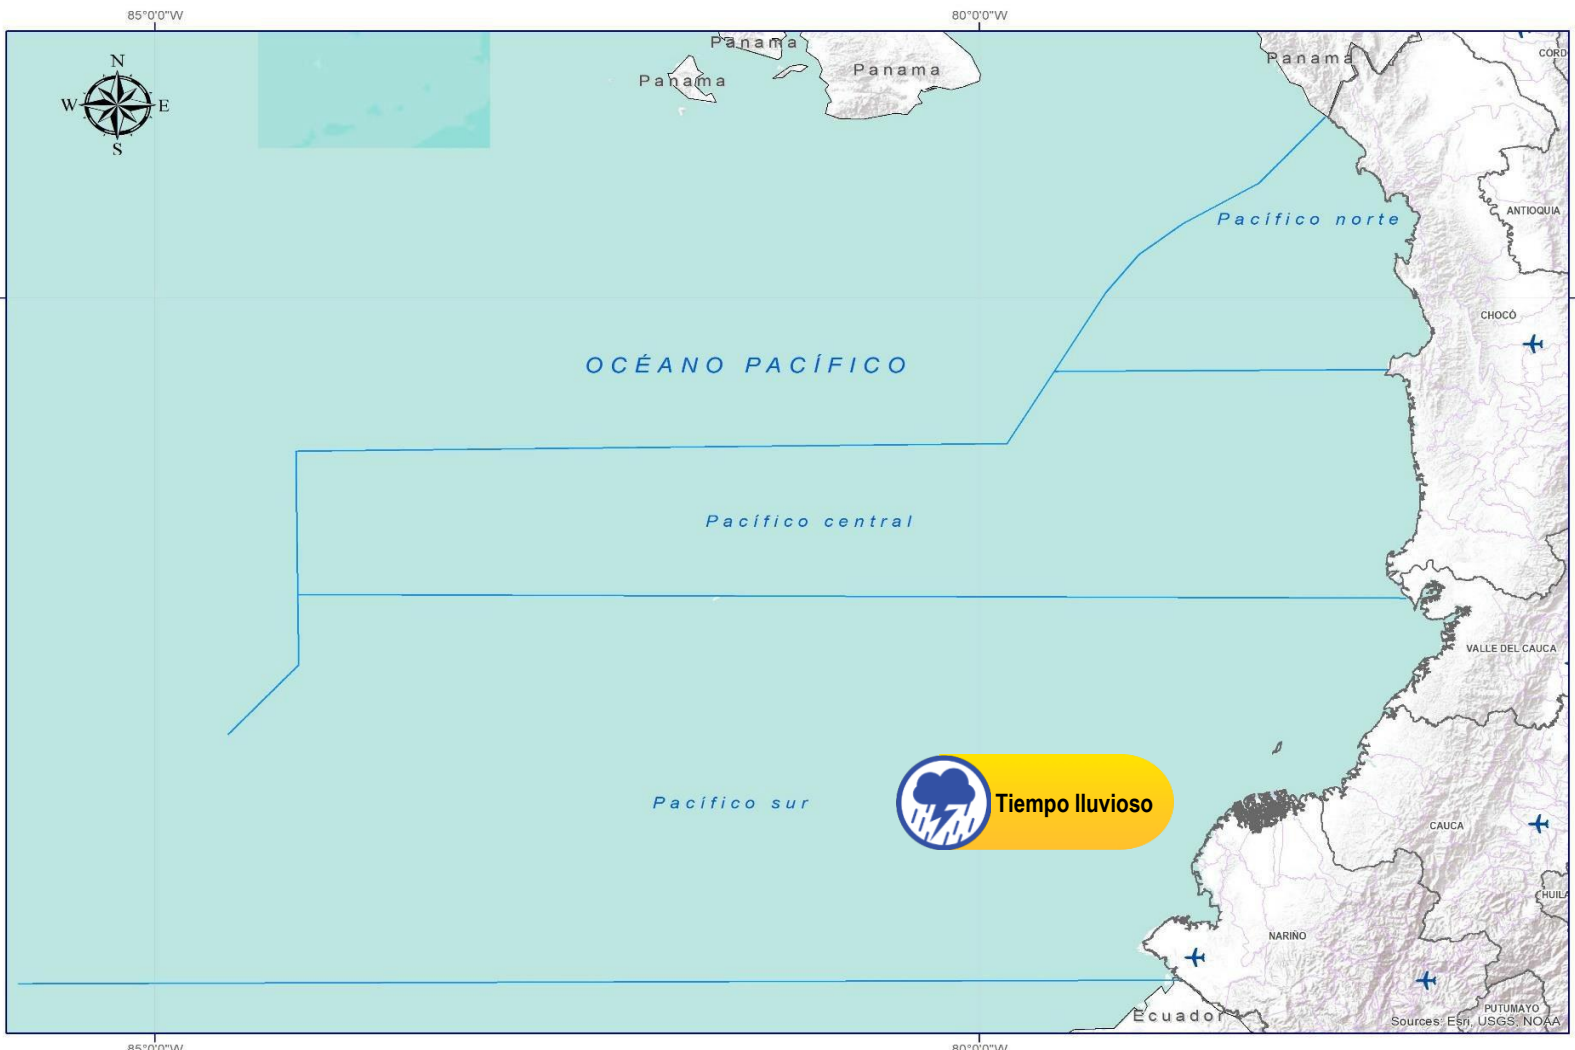 85°0'0"W
80°0'0"W
N
W
E
S
Panama
Panama
Panama
Panama
CORD
ANTIOQUIA
Pacífico norte
CHOCÓ
OCÉANO PACÍFICO
Pacífico central
VALLE DEL CAUCA
Pacífico sur
Tiempo lluvioso
CAUCA
HUILA
NARIÑO
PUTUMAYO
Ecuador
Sources: Esri, USGS, NOAA
85°0'0"W
80°0'0"W